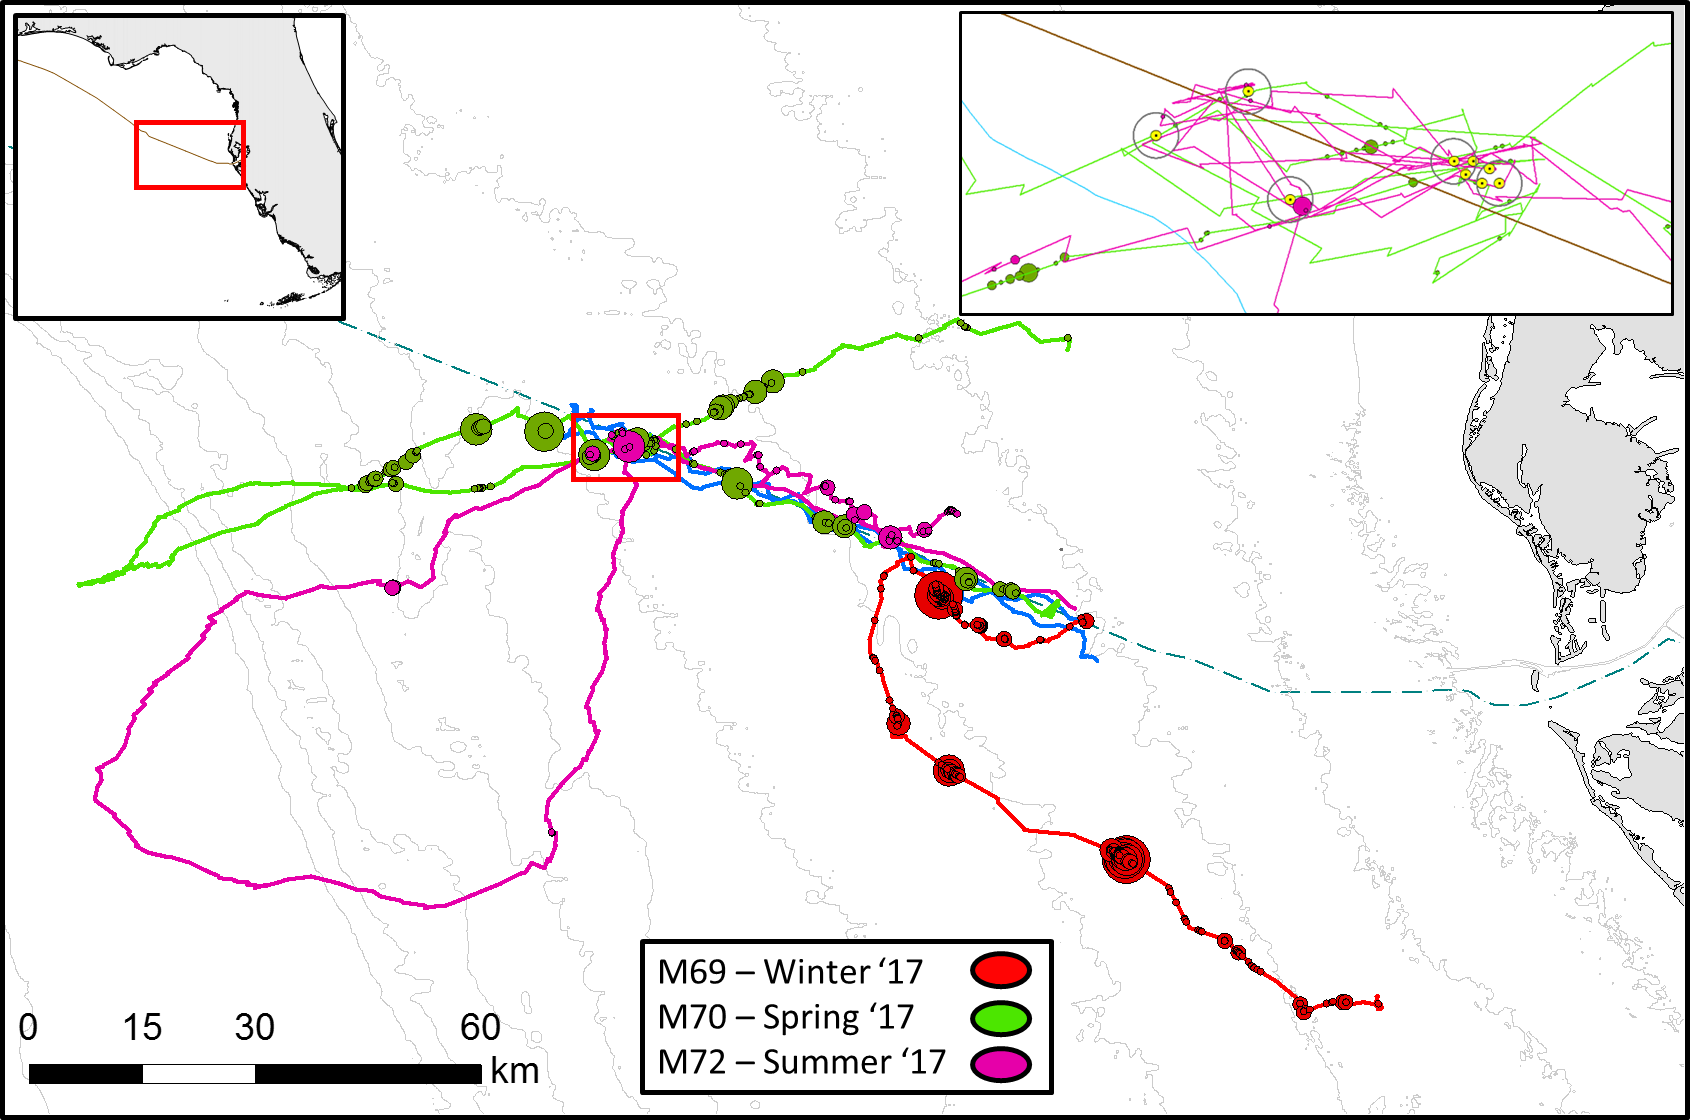 M69 – Winter ‘17
M70 – Spring ‘17
M72 – Summer ‘17
0 15 30 60
km